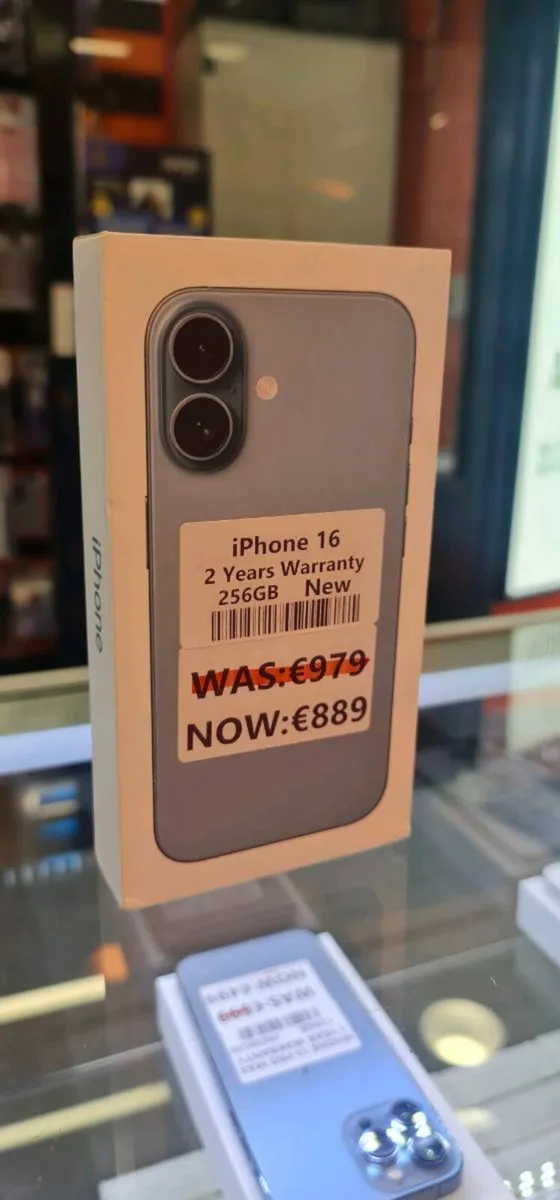 iPhone
iPhone 16
2 Years Warranty
256GB New
WAS:€979
NOW:€889